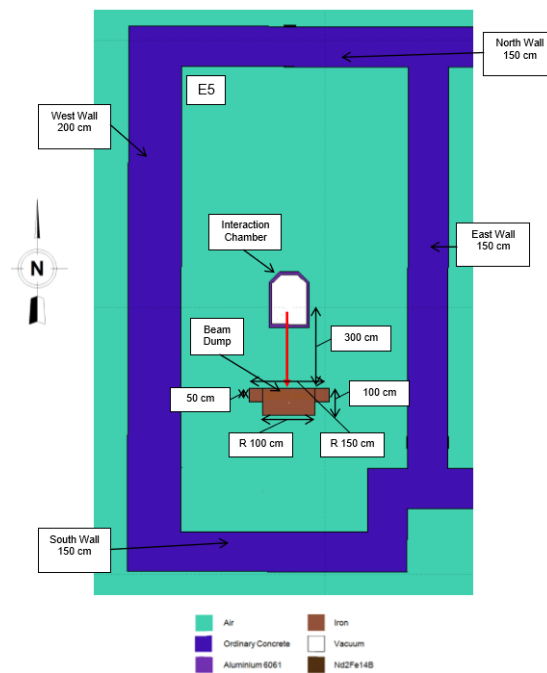 North Wall
150 cm
E5
West Wall
200 cm
Interaction
Chamber
N
East Wall
150 cm
Beam
Dump
300 cm
50 cm
100 cm
R 100 cm
R 150 cm
South Wall
150 cm
Air
Iron
Ordinary Concrete
Vacuum
Aluminium 6061
Nd2Fe14B